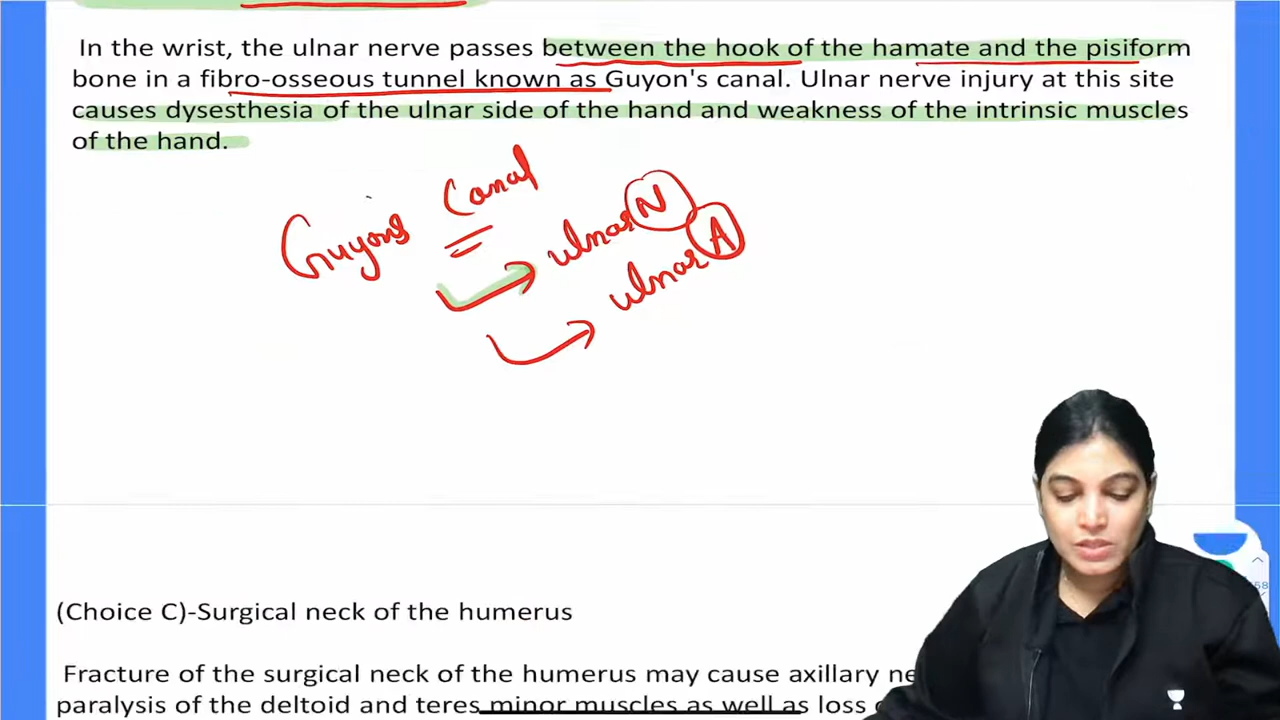 In the wrist, the ulnar nerve passes between the hook of the hamate and the pisiform
bone in a fibro-osseous tunnel known as Guyon's canal. Ulnar nerve injury at this site
causes dysesthesia of the ulnar side of the hand and weakness of the intrinsic muscles
of the hand.
Guyons Canal
ulnar N
ulnar A
(Choice C)-Surgical neck of the humerus
Fracture of the surgical neck of the humerus may cause axillary
paralysis of the deltoid and teres minor muscles as well as loss